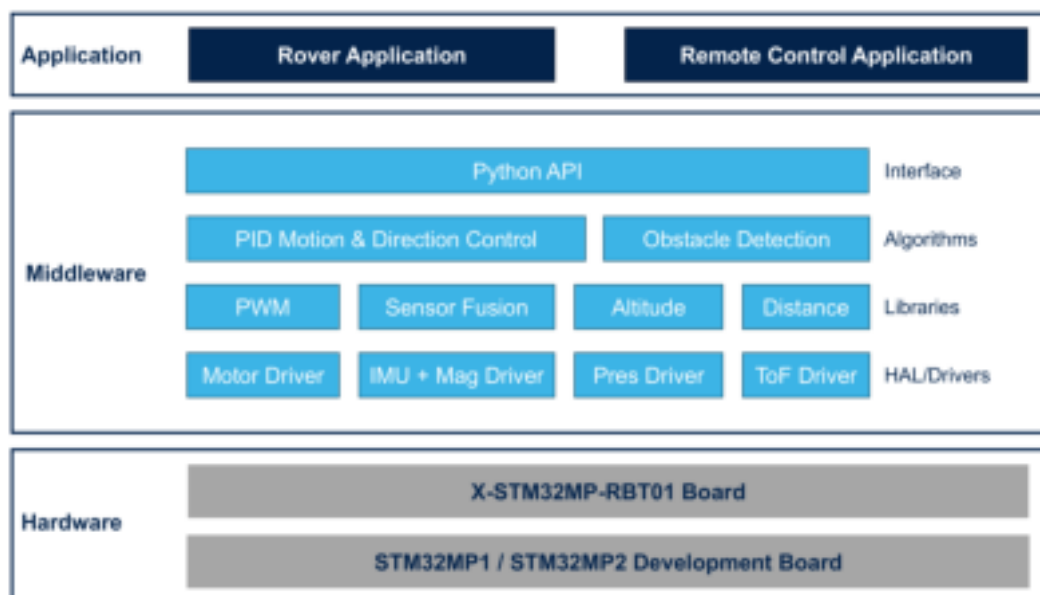 Application
Rover Application
Remote Control Application
Middleware
Python API
Interface
PID Motion & Direction Control
Obstacle Detection
Algorithms
PWM
Sensor Fusion
Altitude
Distance
Libraries
Motor Driver
IMU + Mag Driver
Pres Driver
ToF Driver
HAL/Drivers
Hardware
X-STM32MP-RBT01 Board
STM32MP1 / STM32MP2 Development Board